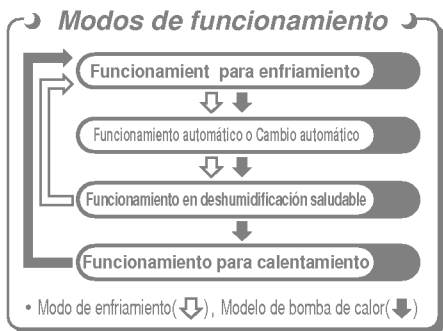 Modos de funcionamiento
Funcionamient para enfriamiento
Funcionamiento automático o Cambio automático
Funcionamiento en deshumidificación saludable
Funcionamiento para calentamiento
• Modo de enfriamiento( ), Modelo de bomba de calor( )